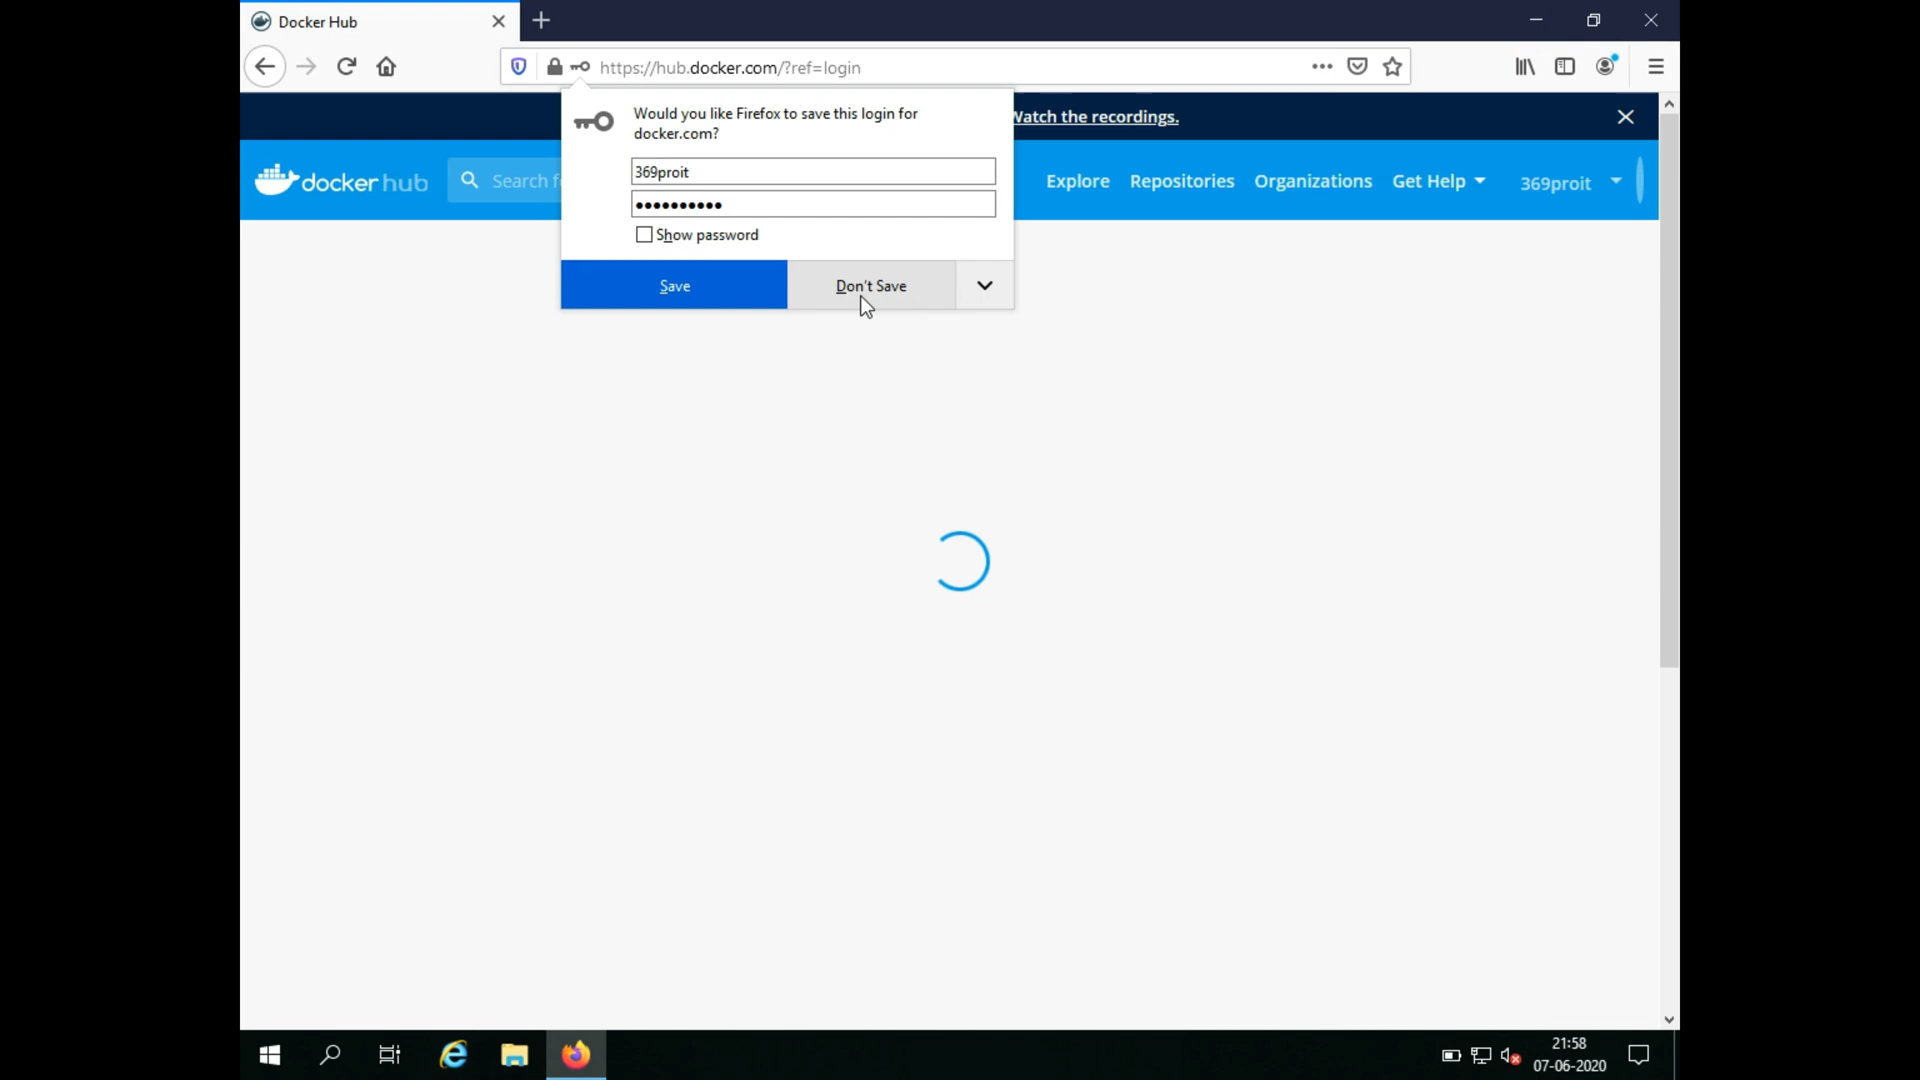 Docker Hub
https://hub.docker.com/?ref=login
Would you like Firefox to save this login for
docker.com?
Watch the recordings.
369proit
docker hub
Search
Explore
Repositories
Organizations
Get Help
369proit
●●●●●●●●●●
Show password
Save
Don't Save
21:58
07-06-2020